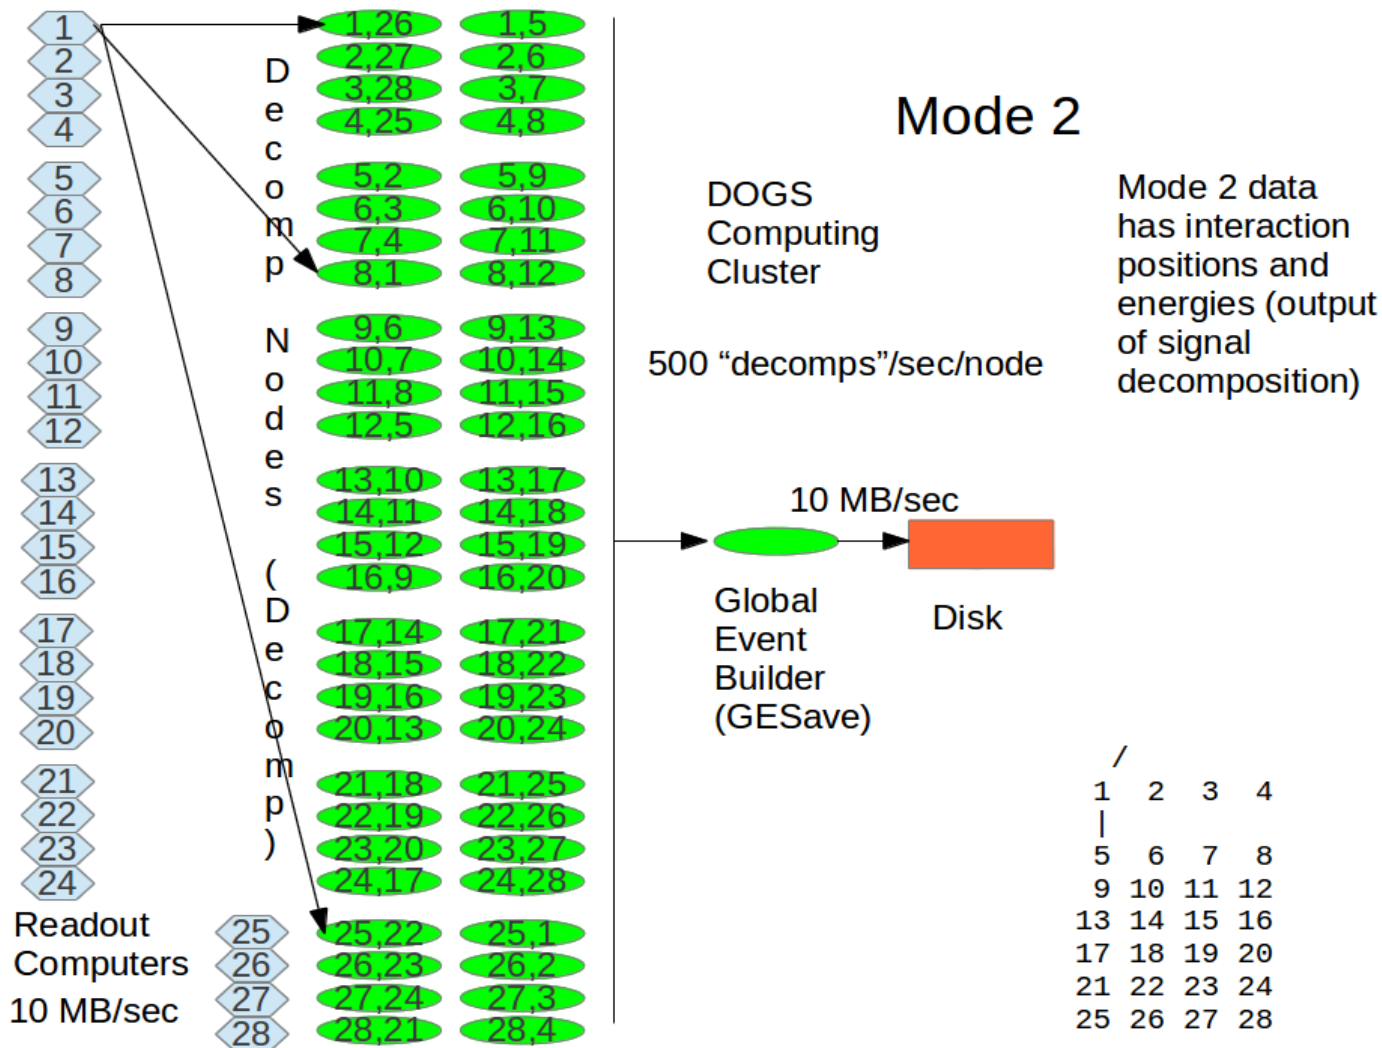 Mode 2
1
2
3
4
5
6
7
8
9
10
11
12
13
14
15
16
17
18
19
20
21
22
23
24
25
26
27
28
Readout
Computers
10 MB/sec
Decomp Nodes (Decomp)
1,26 1,5
2,27 2,6
3,28 3,7
4,25 4,8
5,2 5,9
6,3 6,10
7,4 7,11
8,1 8,12
9,6 9,13
10,7 10,14
11,8 11,15
12,5 12,16
13,10 13,17
14,11 14,18
15,12 15,19
16,9 16,20
17,14 17,21
18,15 18,22
19,16 19,23
20,13 20,24
21,18 21,25
22,19 22,26
23,20 23,27
24,17 24,28
25,22 25,1
26,23 26,2
27,24 27,3
28,21 28,4
DOGS
Computing
Cluster
500 “decomps”/sec/node
Mode 2 data
has interaction
positions and
energies (output
of signal
decomposition)
10 MB/sec
Global
Event
Builder
(GESave)
Disk
/
1 2 3 4
|
5 6 7 8
9 10 11 12
13 14 15 16
17 18 19 20
21 22 23 24
25 26 27 28